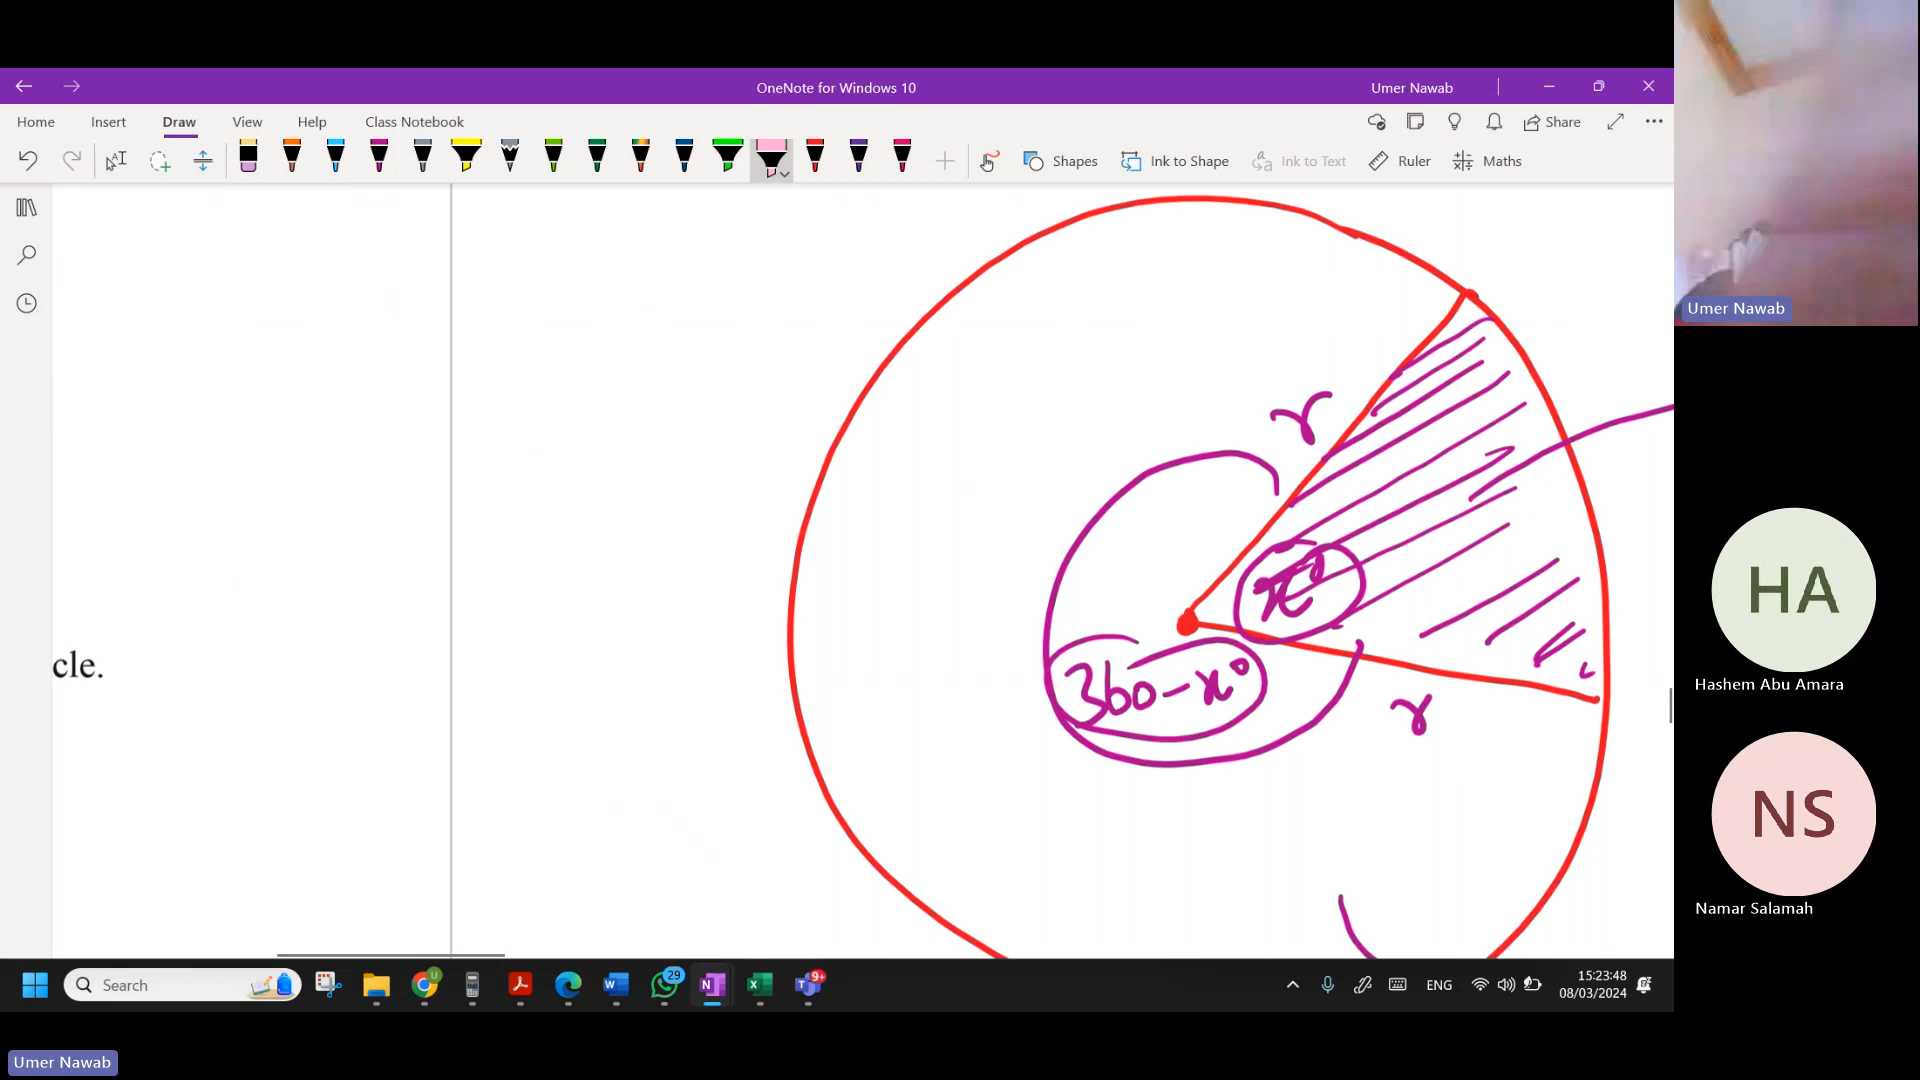 OneNote for Windows 10
Umer Nawab
Home Insert Draw View Help Class Notebook
Share
Shapes Ink to Shape Ink to Text Ruler Maths
Umer Nawab
r
x°
cle.
360-x°
r
HA
Hashem Abu Amara
NS
Namar Salamah
Search
U
W
29
N
X
T
9+
ENG
15:23:48
08/03/2024
Umer Nawab